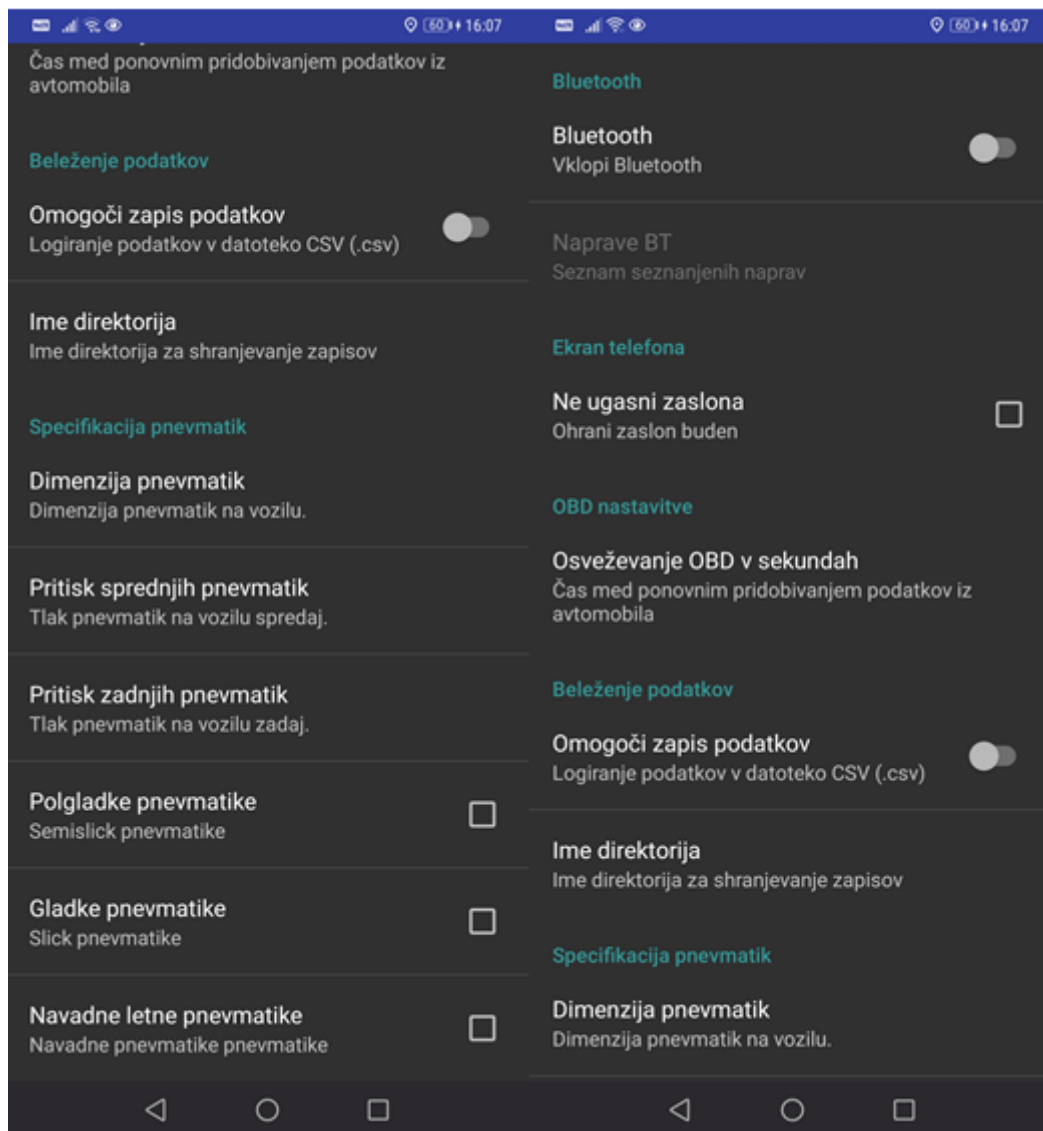 60 16:07
Čas med ponovnim pridobivanjem podatkov iz
avtomobila
Beleženje podatkov
Omogoči zapis podatkov
Logiranje podatkov v datoteko CSV (.csv)
Ime direktorija
Ime direktorija za shranjevanje zapisov
Specifikacija pnevmatik
Dimenzija pnevmatik
Dimenzija pnevmatik na vozilu.
Pritisk sprednjih pnevmatik
Tlak pnevmatik na vozilu spredaj.
Pritisk zadnjih pnevmatik
Tlak pnevmatik na vozilu zadaj.
Polgladke pnevmatike
Semislick pnevmatike
Gladke pnevmatike
Slick pnevmatike
Navadne letne pnevmatike
Navadne pnevmatike pnevmatike
60 16:07
Bluetooth
Bluetooth
Vklopi Bluetooth
Naprave BT
Seznam seznanjenih naprav
Ekran telefona
Ne ugasni zaslona
Ohrani zaslon buden
OBD nastavitve
Osveževanje OBD v sekundah
Čas med ponovnim pridobivanjem podatkov iz
avtomobila
Beleženje podatkov
Omogoči zapis podatkov
Logiranje podatkov v datoteko CSV (.csv)
Ime direktorija
Ime direktorija za shranjevanje zapisov
Specifikacija pnevmatik
Dimenzija pnevmatik
Dimenzija pnevmatik na vozilu.